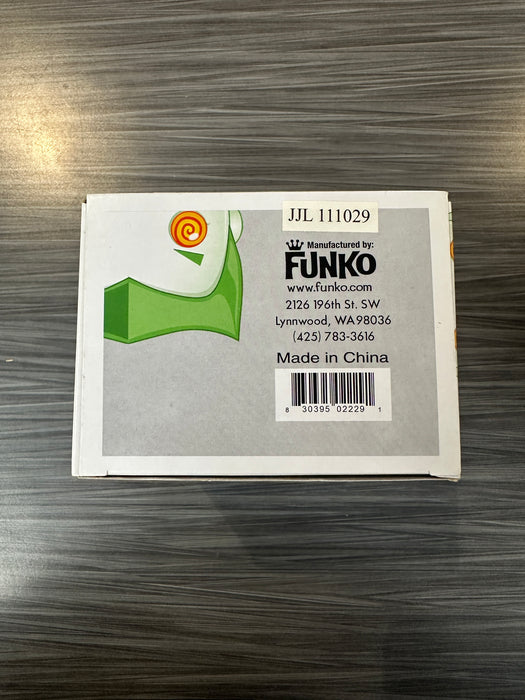 JJL 111029
Manufactured by:
FUNKO
www.funko.com
2126 196th St. SW
Lynnwood, WA98036
(425) 783-3616
Made in China
8 30395 02229 1